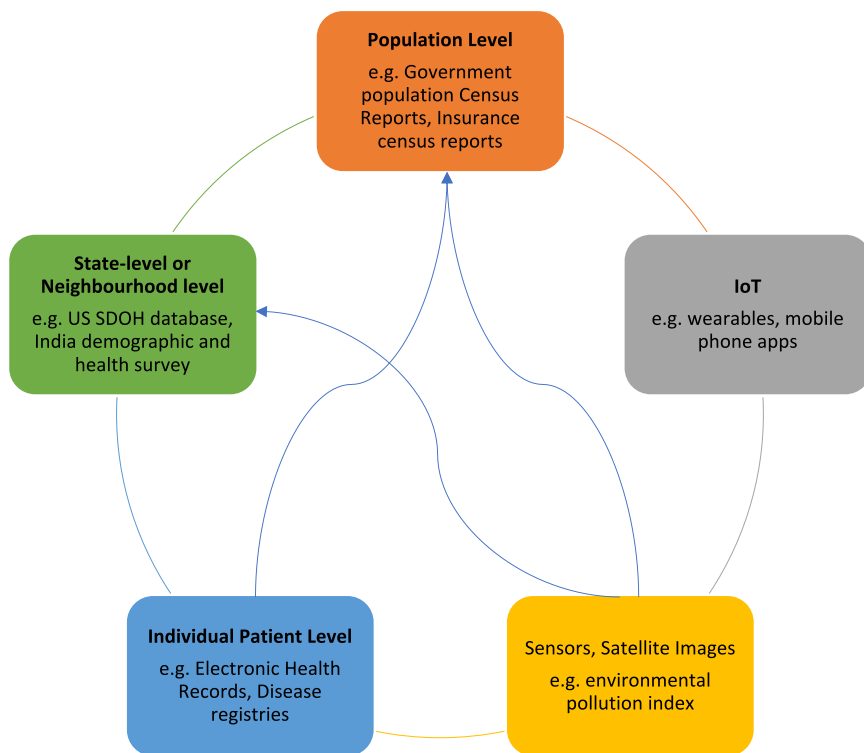 Population Level
e.g. Government
population Census
Reports, Insurance
census reports
State-level or
Neighbourhood level
e.g. US SDOH database,
India demographic and
health survey
IoT
e.g. wearables, mobile
phone apps
Individual Patient Level
e.g. Electronic Health
Records, Disease
registries
Sensors, Satellite Images
e.g. environmental
pollution index